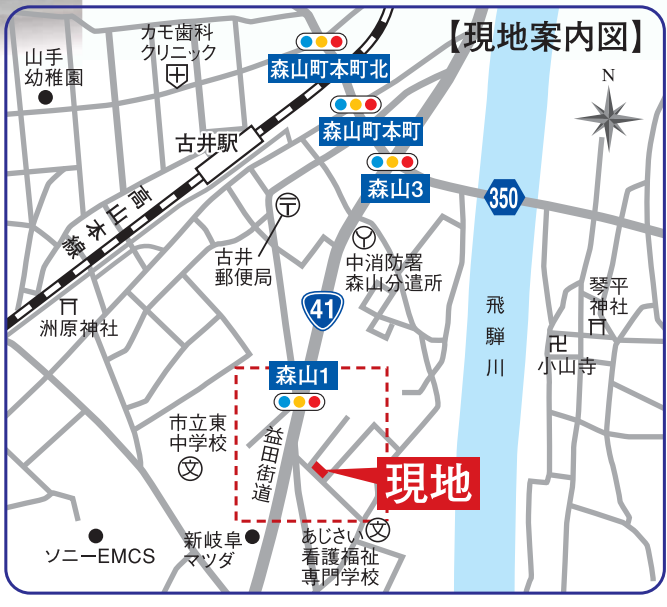 【現地案内図】
カモ歯科
クリニック
山手
幼稚園
森山町本町北
N
森山町本町
古井駅
森山3
350
高山本線
〒
古井
郵便局
中消防署
森山分遣所
41
飛騨川
琴平
神社
卍
小山寺
洲原神社
森山1
市立東
中学校
文
益田街道
現地
ソニーEMCS
新岐阜
マツダ
あじさい
看護福祉
専門学校
文